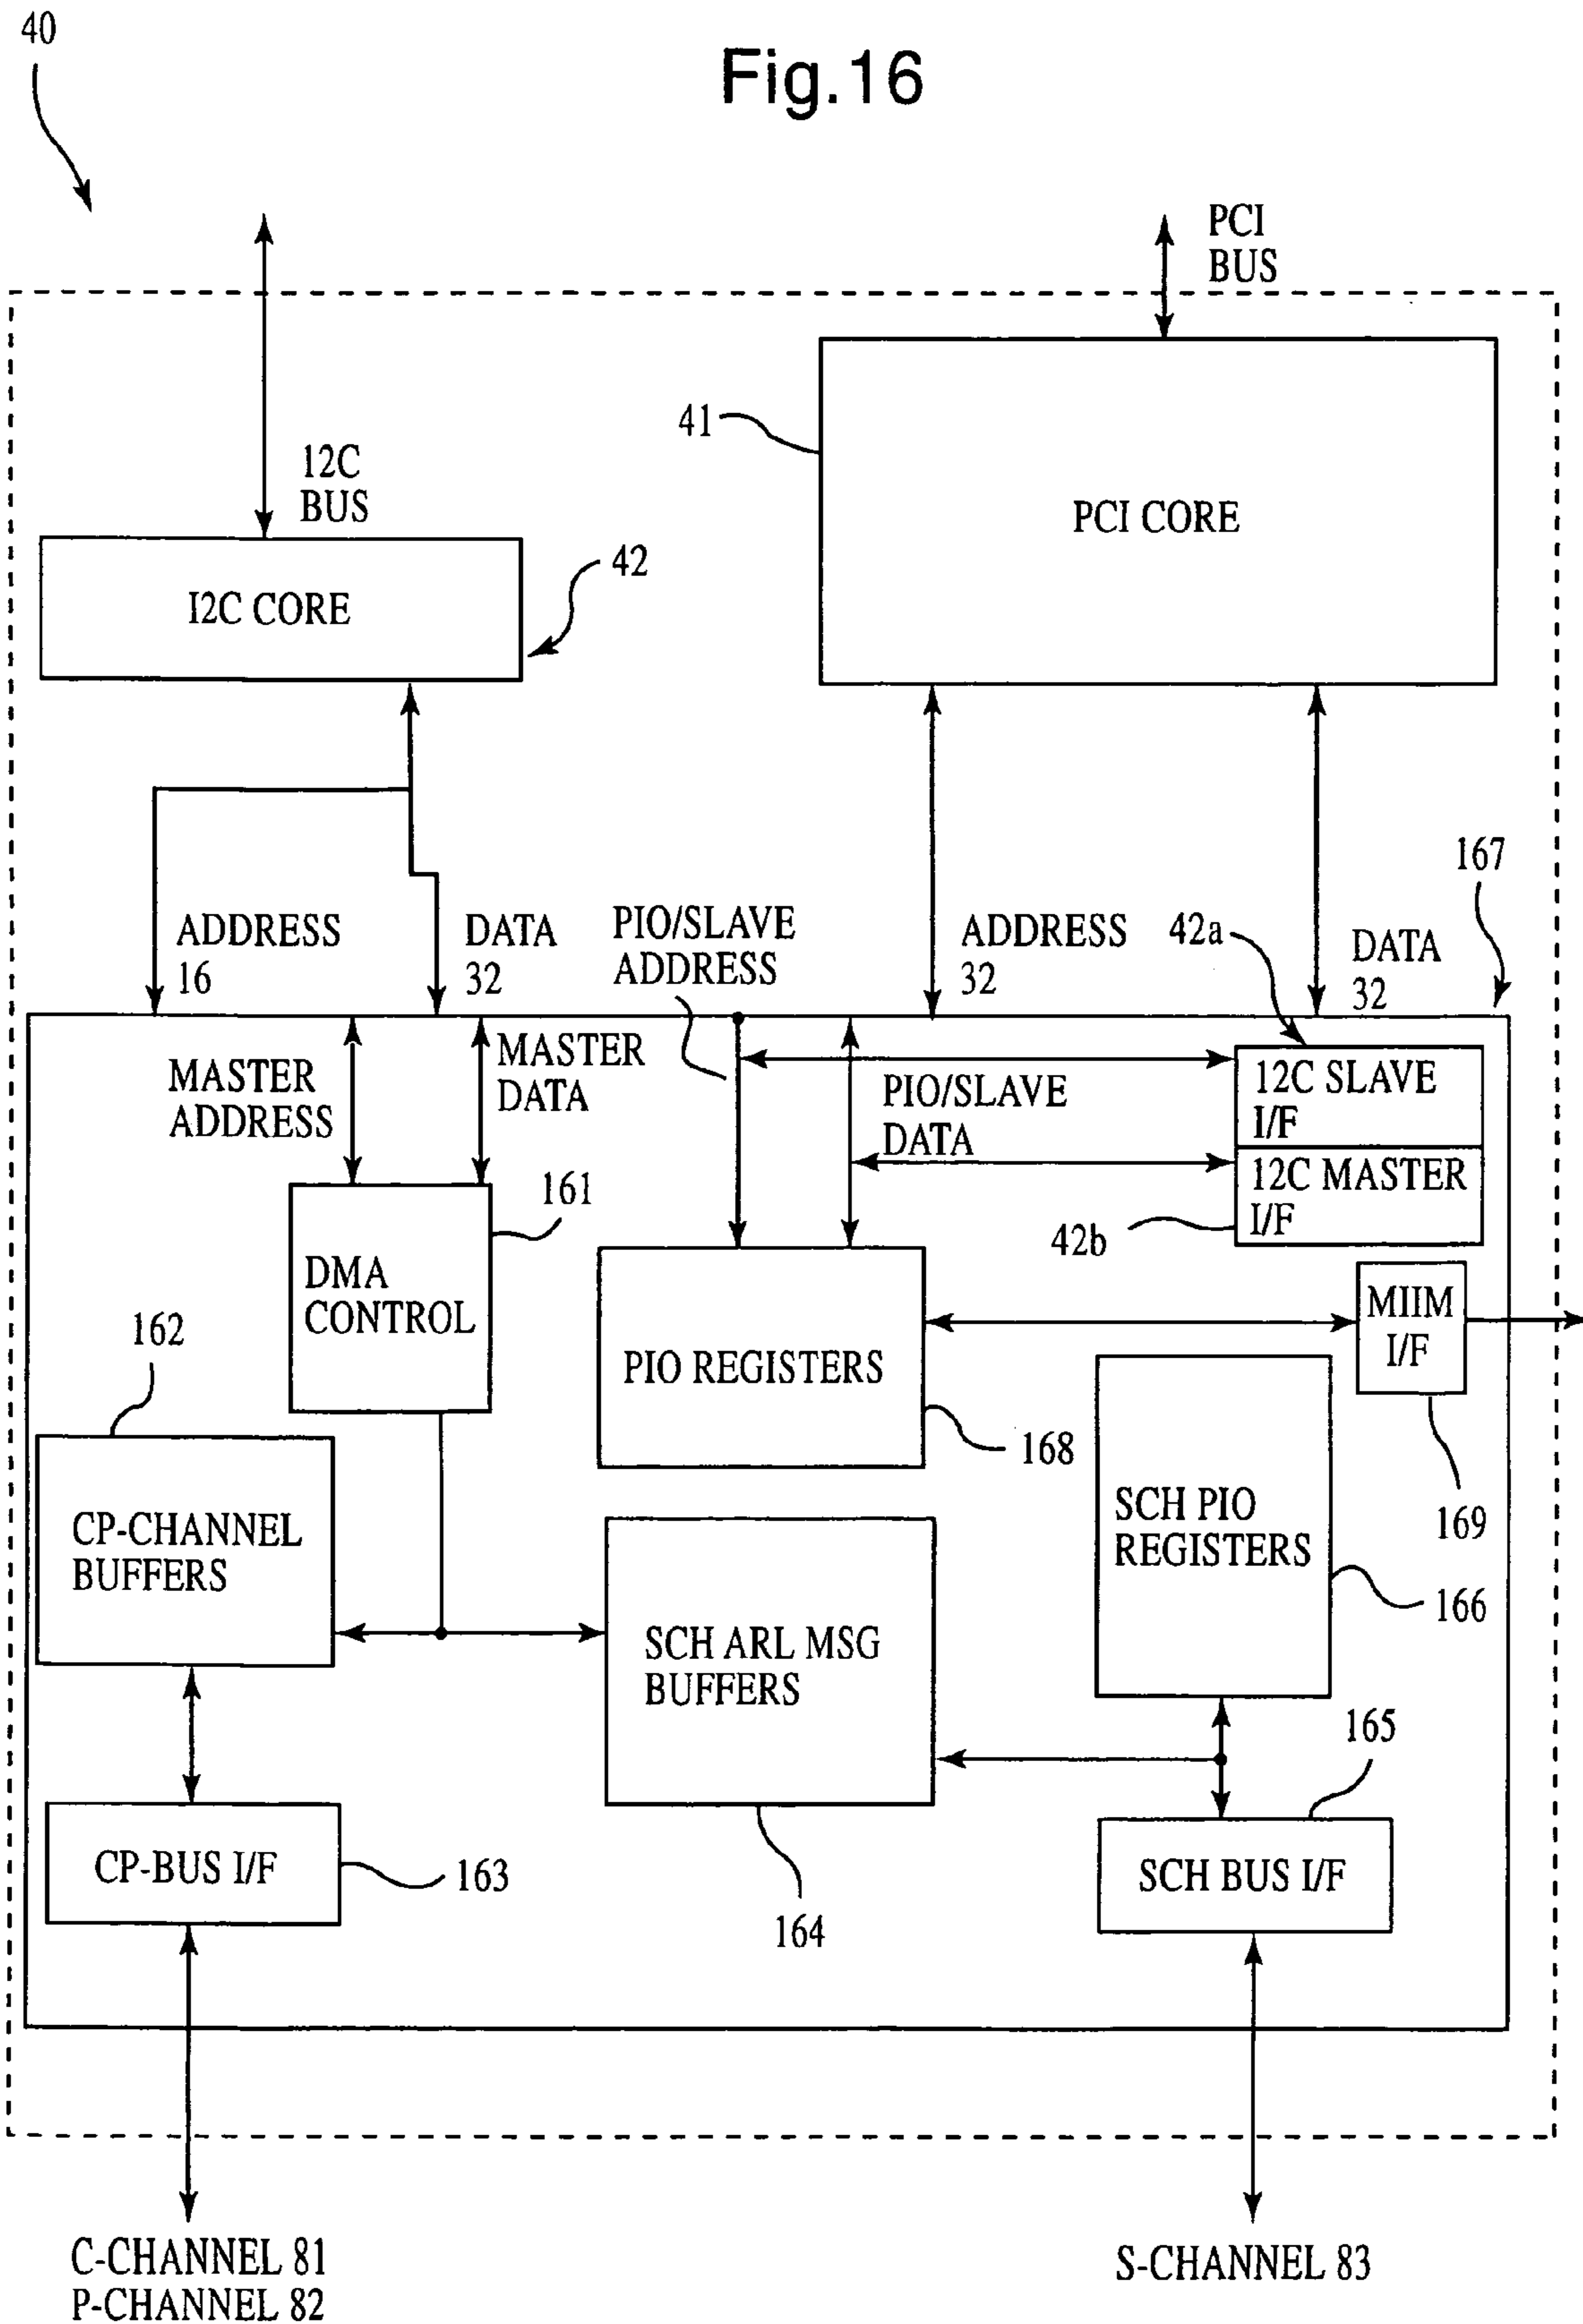 40
Fig.16
PCI
BUS
41
12C
BUS
PCI CORE
42
I2C CORE
167
PIO/SLAVE
ADDRESS
ADDRESS
16
DATA
32
ADDRESS
32
42a
DATA
32
MASTER
ADDRESS
MASTER
DATA
PIO/SLAVE
DATA
12C SLAVE
I/F
12C MASTER
I/F
42b
161
DMA
CONTROL
162
MIIM
I/F
PIO REGISTERS
168
169
CP-CHANNEL
BUFFERS
SCH PIO
REGISTERS
166
SCH ARL MSG
BUFFERS
165
CP-BUS I/F
163
164
SCH BUS I/F
C-CHANNEL 81
P-CHANNEL 82
S-CHANNEL 83